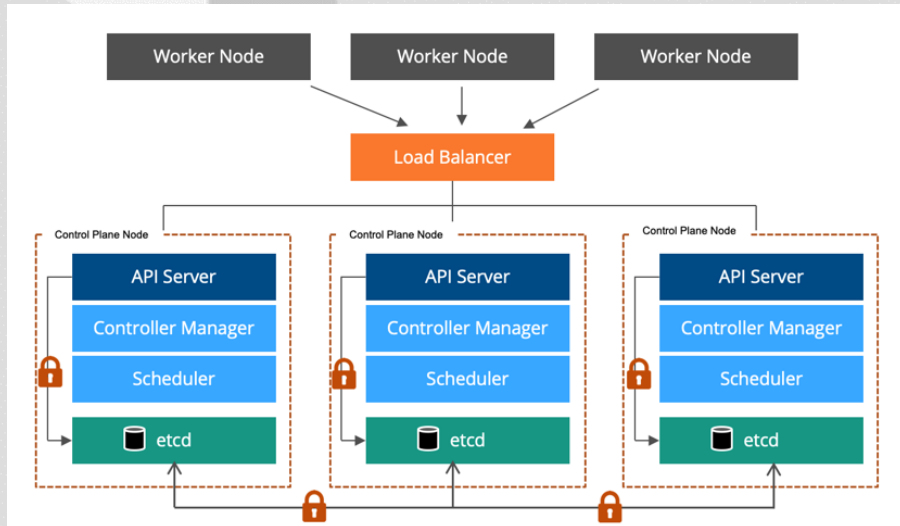 Worker Node
Worker Node
Worker Node
Load Balancer
Control Plane Node
API Server
Controller Manager
Scheduler
etcd
Control Plane Node
API Server
Controller Manager
Scheduler
etcd
Control Plane Node
API Server
Controller Manager
Scheduler
etcd